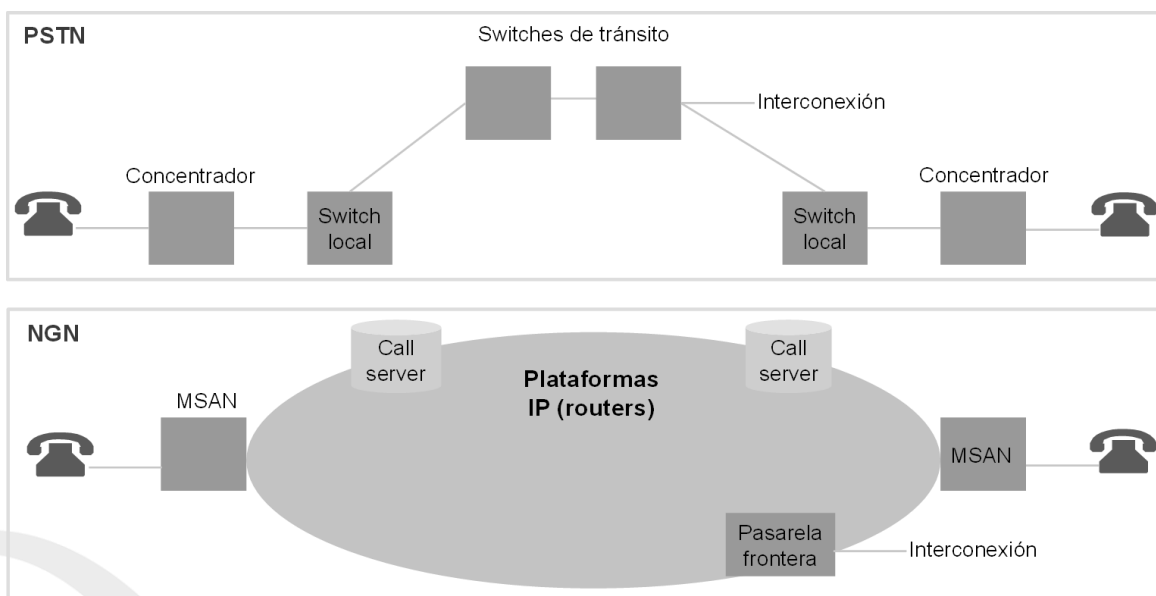 PSTN
Switches de tránsito
Interconexión
Concentrador
Concentrador
Switch
local
Switch
local
NGN
Call
server
Call
server
Plataformas
IP (routers)
MSAN
MSAN
Pasarela
frontera
Interconexión